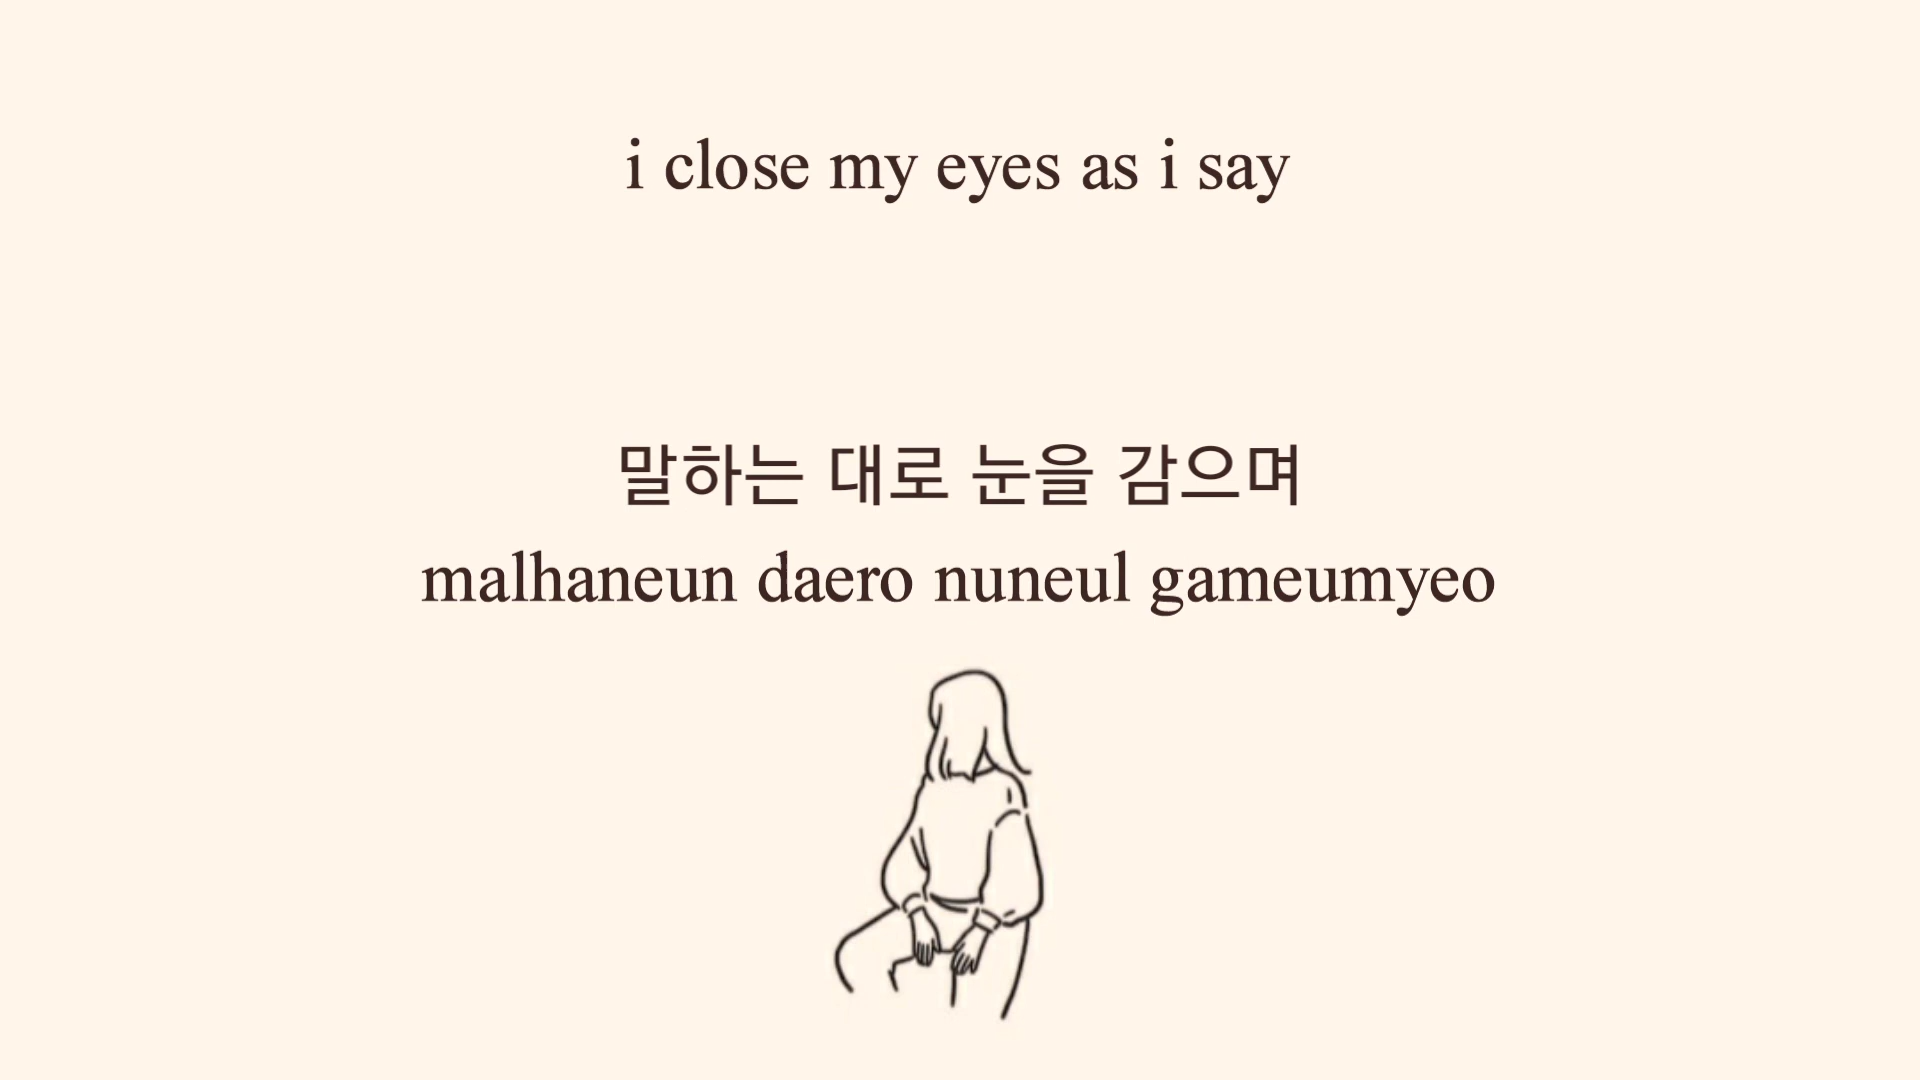 i close my eyes as i say
말하는 대로 눈을 감으며
malhaneun daero nuneul gameumyeo